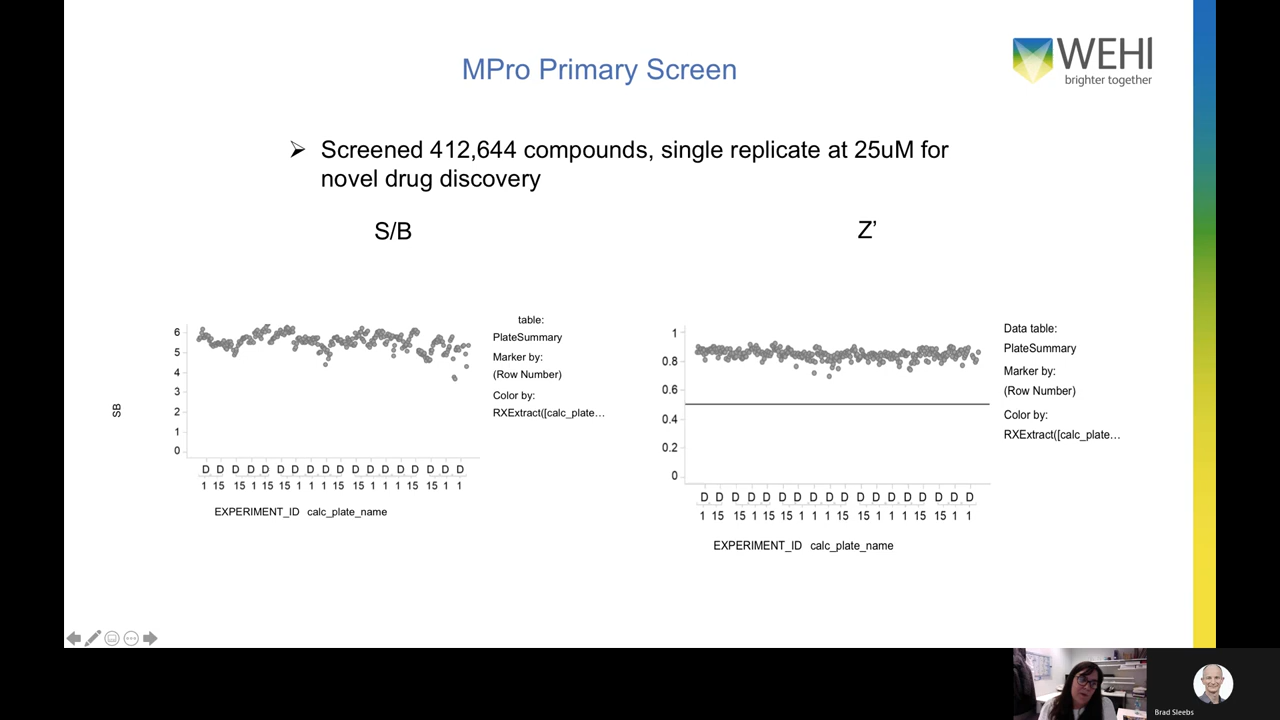 MPro Primary Screen
WEHI
brighter together
➢ Screened 412,644 compounds, single replicate at 25uM for
novel drug discovery
S/B
SB
6
5
4
3
2
1
0
D D D D D D D D D D D D D D D D D D
1 15 15 1 15 15 1 1 1 15 15 1 1 1 15 15 1 1
EXPERIMENT_ID calc_plate_name
table:
PlateSummary
Marker by:
(Row Number)
Color by:
RXExtract([calc_plate…
Z’
1
0.8
0.6
0.4
0.2
0
D D D D D D D D D D D D D D D D D D
1 15 15 1 15 15 1 1 1 15 15 1 1 1 15 15 1 1
EXPERIMENT_ID calc_plate_name
Data table:
PlateSummary
Marker by:
(Row Number)
Color by:
RXExtract([calc_plate…
Brad Sleebs